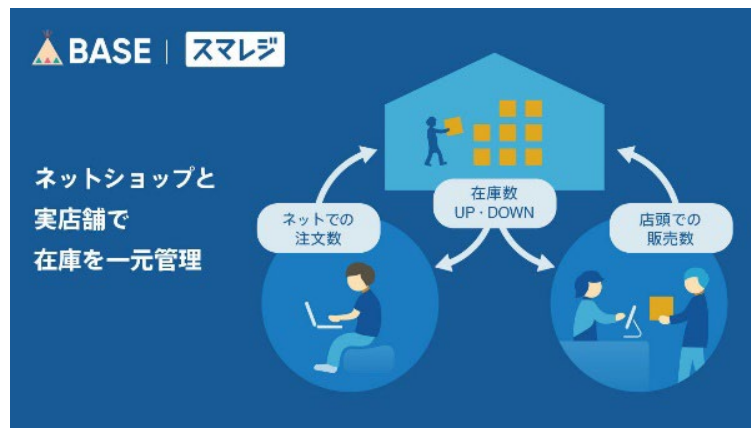 BASE | スマレジ
ネットショップと
実店舗で
在庫を一元管理
在庫数
UP・DOWN
ネットでの
注文数
店頭での
販売数